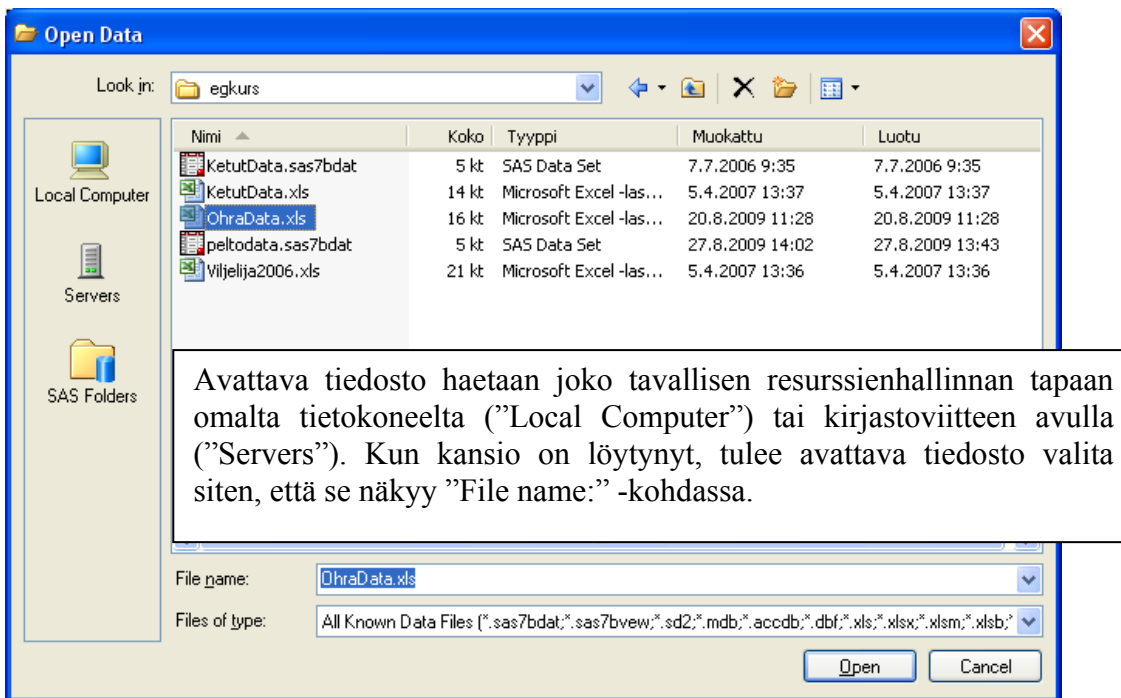 Open Data
Look in: egkurs
Nimi Koko Tyyppi Muokattu Luotu
KetutData.sas7bdat 5 kt SAS Data Set 7.7.2006 9:35 7.7.2006 9:35
KetutData.xls 14 kt Microsoft Excel -las... 5.4.2007 13:37 5.4.2007 13:37
OhraData.xls 16 kt Microsoft Excel -las... 20.8.2009 11:28 20.8.2009 11:28
peltodata.sas7bdat 5 kt SAS Data Set 27.8.2009 14:02 27.8.2009 13:43
Viljelija2006.xls 21 kt Microsoft Excel -las... 5.4.2007 13:36 5.4.2007 13:36
Local Computer
Servers
SAS Folders
Avattava tiedosto haetaan joko tavallisen resurssienhallinnan tapaan
omalta tietokoneelta (”Local Computer”) tai kirjastoviitteen avulla
(”Servers”). Kun kansio on löytynyt, tulee avattava tiedosto valita
siten, että se näkyy ”File name:” -kohdassa.
File name: OhraData.xls
Files of type: All Known Data Files (*.sas7bdat;*.sas7bvew;*.sd2;*.mdb;*.accdb;*.dbf;*.xls;*.xlsx;*.xlsm;*.xlsb;*
Open Cancel